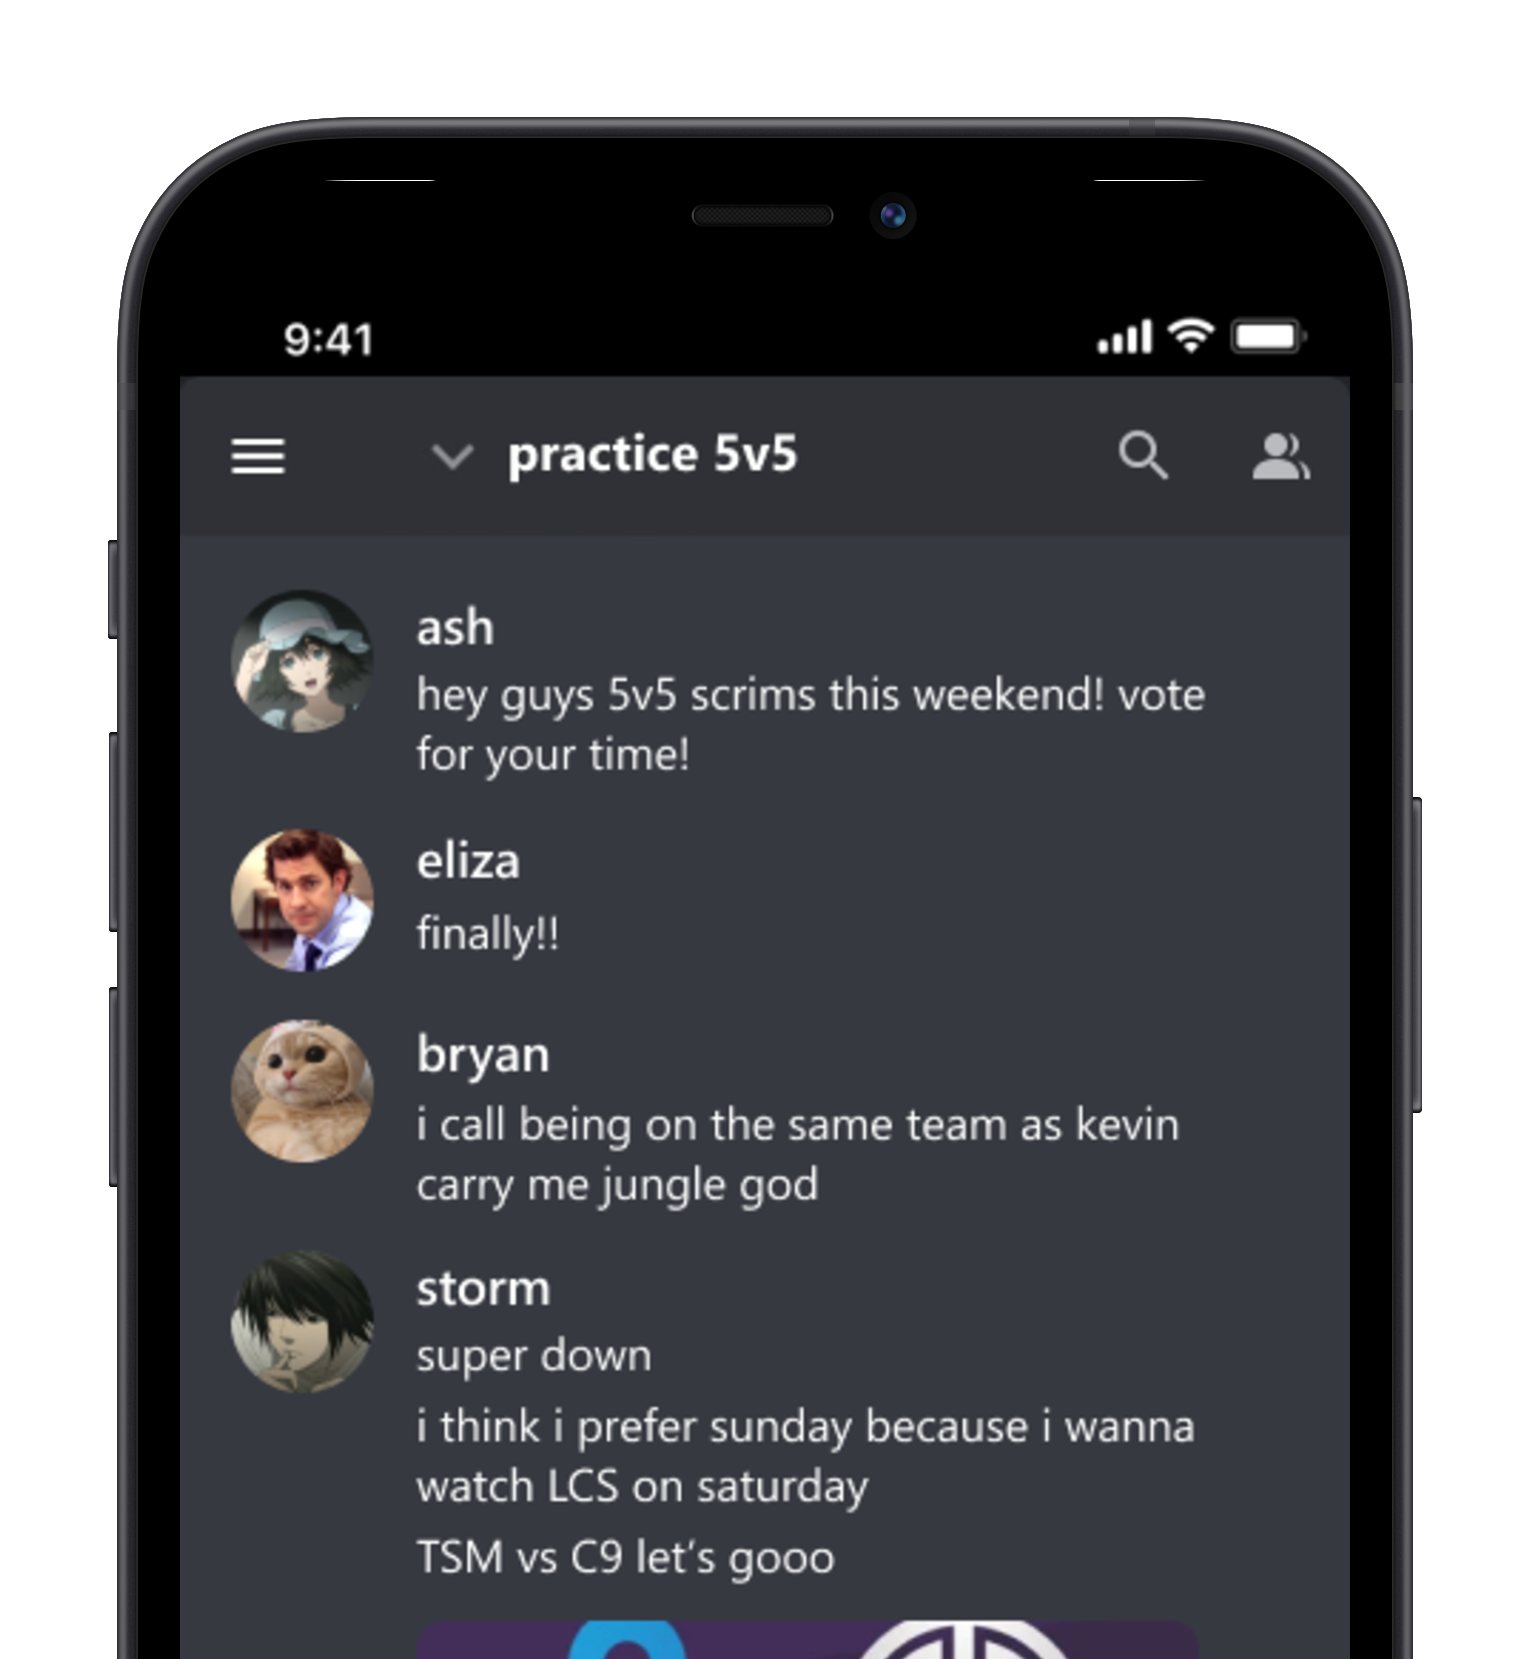 9:41
practice 5v5
ash
hey guys 5v5 scrims this weekend! vote
for your time!
eliza
finally!!
bryan
i call being on the same team as kevin
carry me jungle god
storm
super down
i think i prefer sunday because i wanna
watch LCS on saturday
TSM vs C9 let's gooo